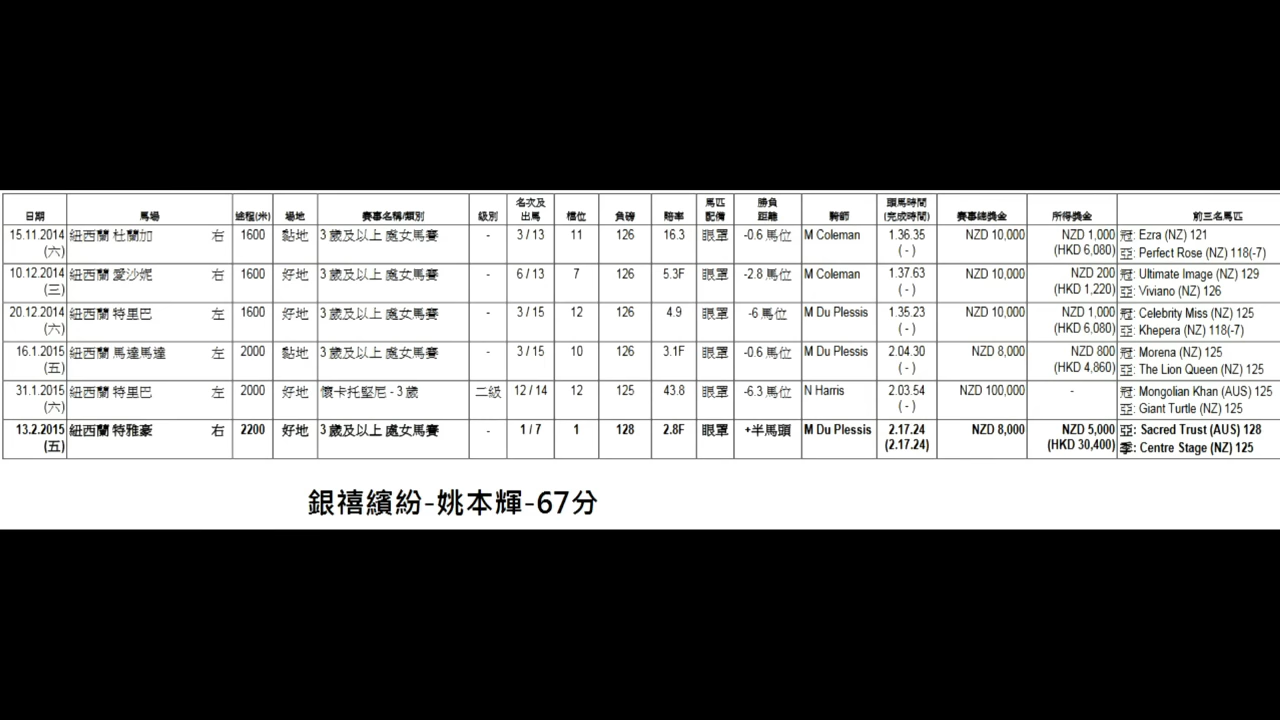 日期 馬場 途程(米) 場地 賽事名稱/類別 級別 名次及出馬 檔位 負磅 賠率 馬匹配備 勝負距離 騎師 頭馬時間(完成時間) 賽事總獎金 所得獎金 前三名馬匹
15.11.2014 紐西蘭 杜蘭加 右 1600 黏地 3 歲及以上 處女馬賽 - 3 / 13 11 126 16.3 眼罩 -0.6 馬位 M Coleman 1.36.35 NZD 10,000 NZD 1,000 冠: Ezra (NZ) 121
(六) ( - ) (HKD 6,080) 亞: Perfect Rose (NZ) 118(-7)
10.12.2014 紐西蘭 愛沙妮 右 1600 好地 3 歲及以上 處女馬賽 - 6 / 13 7 126 5.3F 眼罩 -2.8 馬位 M Coleman 1.37.63 NZD 10,000 NZD 200 冠: Ultimate Image (NZ) 129
(三) ( - ) (HKD 1,220) 亞: Viviano (NZ) 126
20.12.2014 紐西蘭 特里巴 左 1600 好地 3 歲及以上 處女馬賽 - 3 / 15 12 126 4.9 眼罩 -6 馬位 M Du Plessis 1.35.23 NZD 10,000 NZD 1,000 冠: Celebrity Miss (NZ) 125
(六) ( - ) (HKD 6,080) 亞: Khepera (NZ) 118(-7)
16.1.2015 紐西蘭 馬達馬達 左 2000 黏地 3 歲及以上 處女馬賽 - 3 / 15 10 126 3.1F 眼罩 -0.6 馬位 M Du Plessis 2.04.30 NZD 8,000 NZD 800 冠: Morena (NZ) 125
(五) ( - ) (HKD 4,860) 亞: The Lion Queen (NZ) 125
31.1.2015 紐西蘭 特里巴 左 2000 好地 懷卡托堅尼 - 3 歲 二級 12 / 14 12 125 43.8 眼罩 -6.3 馬位 N Harris 2.03.54 NZD 100,000 - 冠: Mongolian Khan (AUS) 125
(六) ( - ) 亞: Giant Turtle (NZ) 125
13.2.2015 紐西蘭 特雅豪 右 2200 好地 3 歲及以上 處女馬賽 - 1 / 7 1 128 2.8F 眼罩 +半馬頭 M Du Plessis 2.17.24 NZD 8,000 NZD 5,000 亞: Sacred Trust (AUS) 128
(五) (2.17.24) (HKD 30,400) 季: Centre Stage (NZ) 125
銀禧繽紛-姚本輝-67分